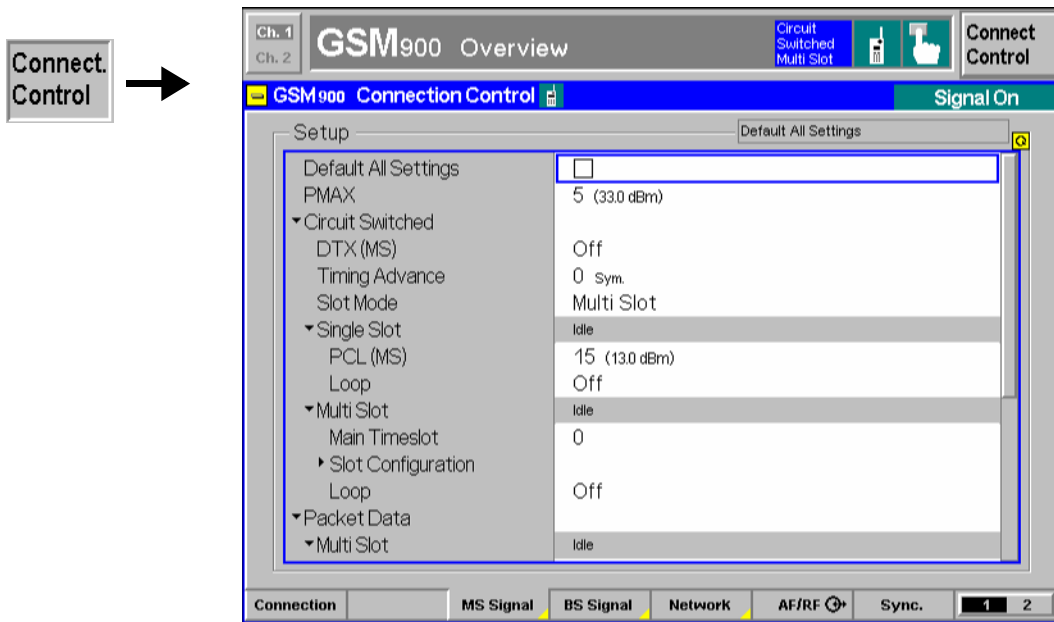 Connect.
Control
Ch. 1
Ch. 2
GSM900 Overview
Circuit
Switched
Multi Slot
Connect
Control
GSM900 Connection Control
Signal On
Setup
Default All Settings
Default All Settings
PMAX 5 (33.0 dBm)
Circuit Switched
DTX (MS) Off
Timing Advance 0 Sym.
Slot Mode Multi Slot
Single Slot Idle
PCL (MS) 15 (13.0 dBm)
Loop Off
Multi Slot Idle
Main Timeslot 0
Slot Configuration
Loop Off
Packet Data
Multi Slot Idle
Connection MS Signal BS Signal Network AF/RF Sync. 1 2